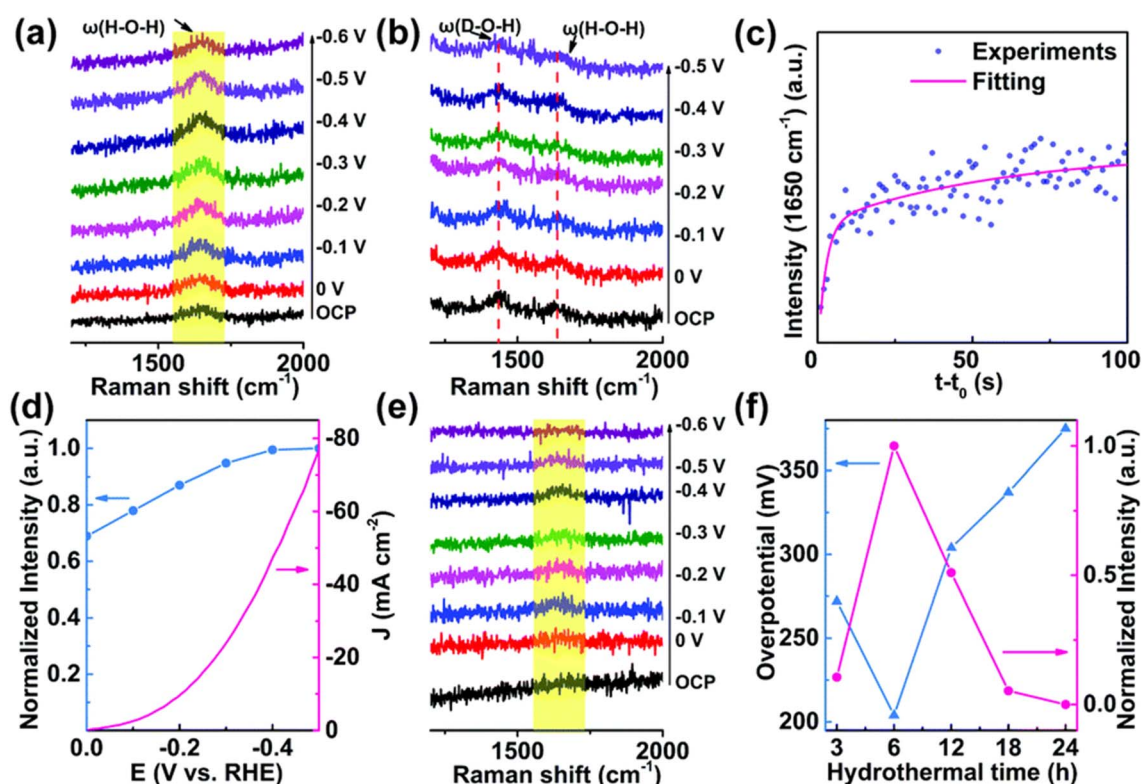 (a)
ω(H-O-H)
-0.6 V
-0.5 V
-0.4 V
-0.3 V
-0.2 V
-0.1 V
0 V
OCP
1500
2000
Raman shift (cm⁻¹)
(b)
ω(D-O-H)
ω(H-O-H)
-0.5 V
-0.4 V
-0.3 V
-0.2 V
-0.1 V
0 V
OCP
1500
2000
Raman shift (cm⁻¹)
(c)
Experiments
Fitting
Intensity (1650 cm⁻¹) (a.u.)
0
50
100
t-t₀ (s)
(d)
Normalized Intensity (a.u.)
1.0
0.8
0.6
0.4
0.2
-80
-60
-40
-20
0
J (mA cm⁻²)
0.0
-0.2
-0.4
E (V vs. RHE)
(e)
-0.6 V
-0.5 V
-0.4 V
-0.3 V
-0.2 V
-0.1 V
0 V
OCP
1500
2000
Raman shift (cm⁻¹)
(f)
Overpotential (mV)
350
300
250
200
1.0
0.5
0.0
Normalized Intensity (a.u.)
3
6
12
18
24
Hydrothermal time (h)